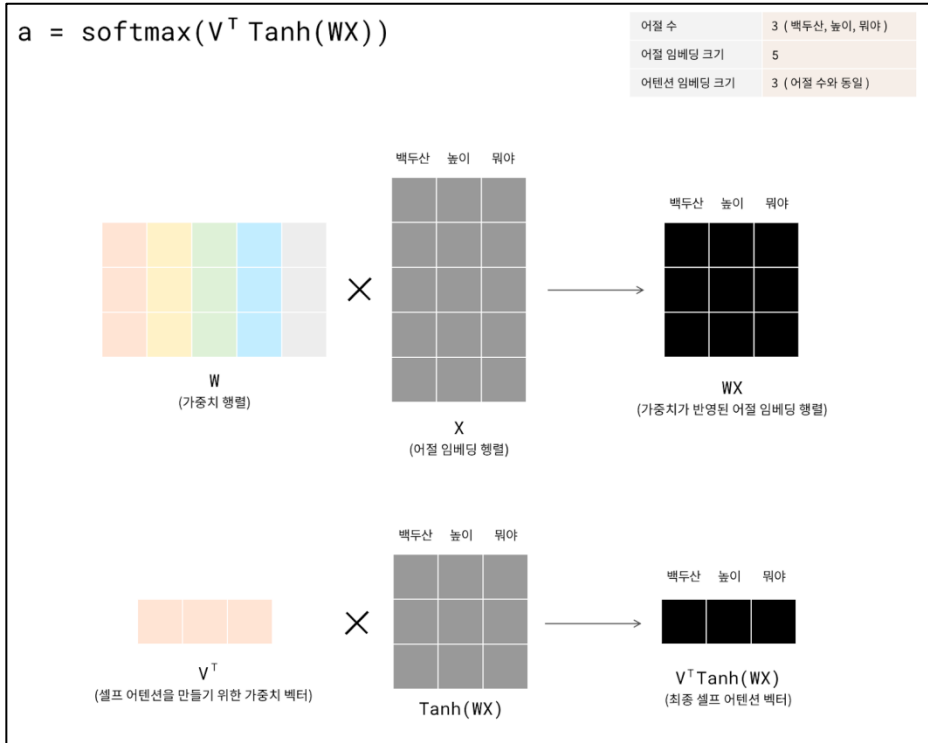 a = softmax(Vᵀ Tanh(WX))
어절 수 3 ( 백두산, 높이, 뭐야 )
어절 임베딩 크기 5
어텐션 임베딩 크기 3 ( 어절 수와 동일 )
백두산 높이 뭐야
백두산 높이 뭐야
W
(가중치 행렬)
X
(어절 임베딩 헹렬)
WX
(가중치가 반영된 어절 임베딩 행렬)
백두산 높이 뭐야
백두산 높이 뭐야
Vᵀ
(셀프 어텐션을 만들기 위한 가중치 벡터)
Tanh(WX)
VᵀTanh(WX)
(최종 셀프 어텐션 벡터)